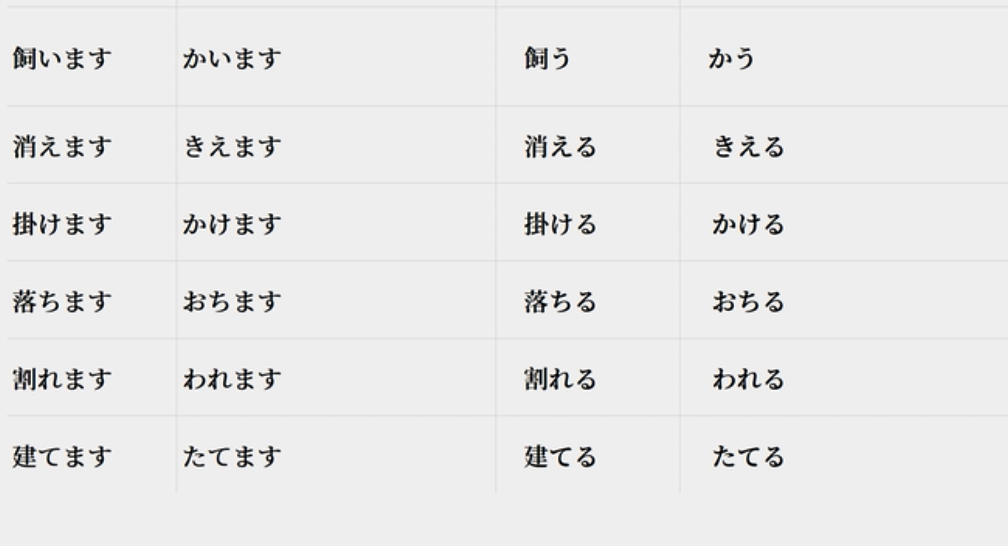 飼います かいます 飼う かう
消えます きえます 消える きえる
掛けます かけます 掛ける かける
落ちます おちます 落ちる おちる
割れます われます 割れる われる
建てます たてます 建てる たてる